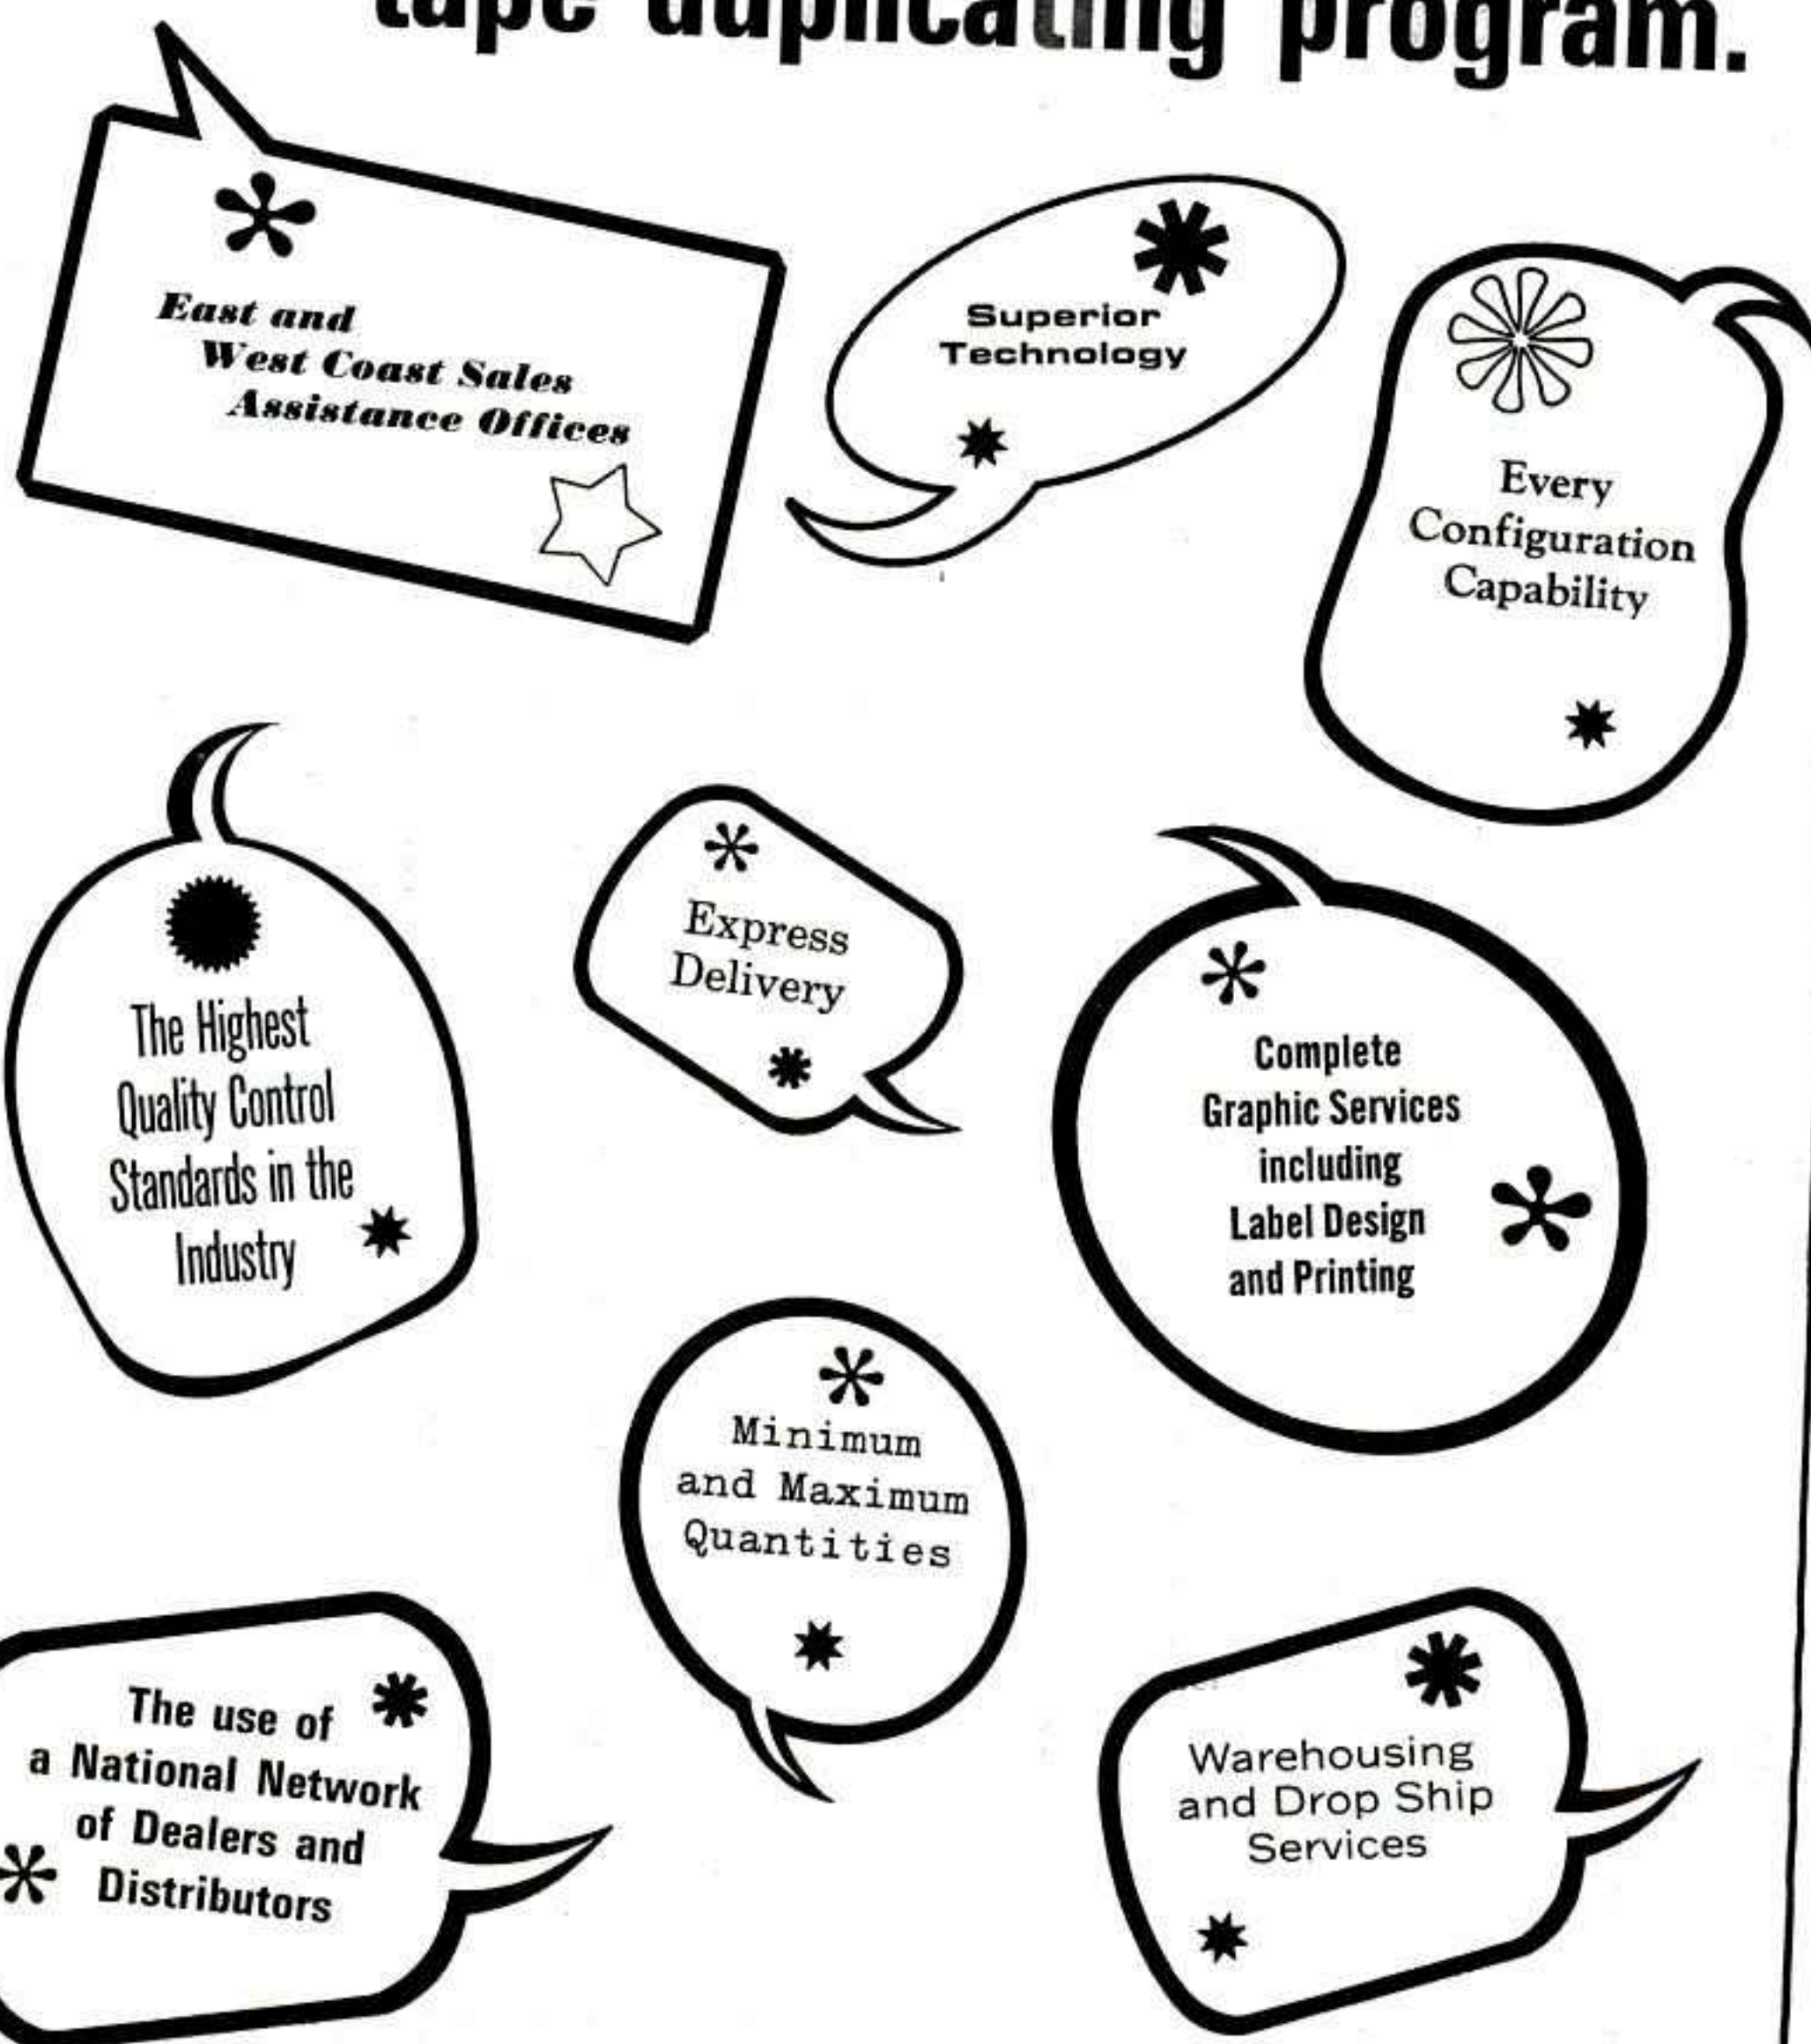 tape duplicating program.
East and
West Coast Sales
Assistance Offices
Superior
Technology
Every
Configuration
Capability
The Highest
Quality Control
Standards in the
Industry
Express
Delivery
Complete
Graphic Services
including
Label Design
and Printing
Minimum
and Maximum
Quantities
The use of
a National Network
of Dealers and
Distributors
Warehousing
and Drop Ship
Services